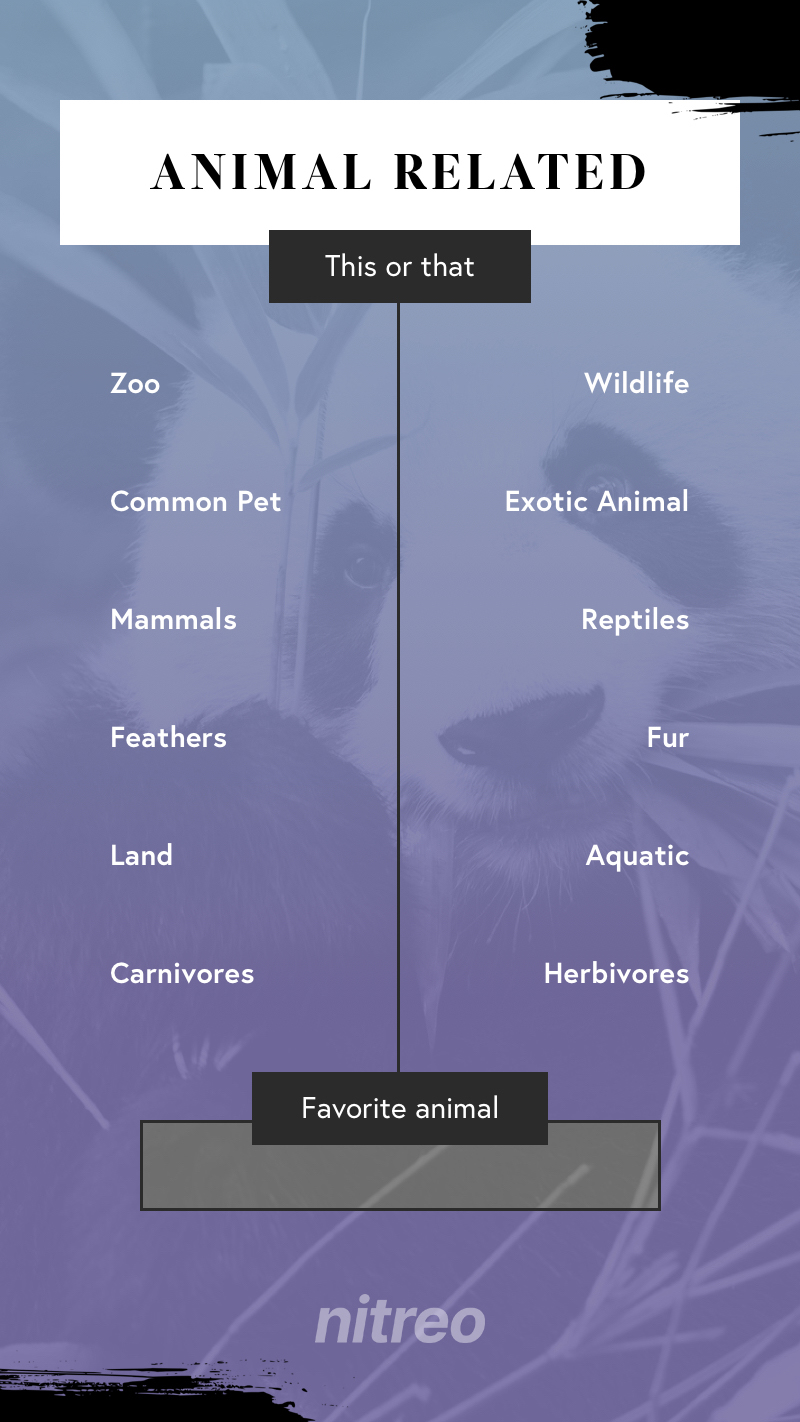 ANIMAL RELATED
This or that
Zoo Wildlife
Common Pet Exotic Animal
Mammals Reptiles
Feathers Fur
Land Aquatic
Carnivores Herbivores
Favorite animal
nitreo